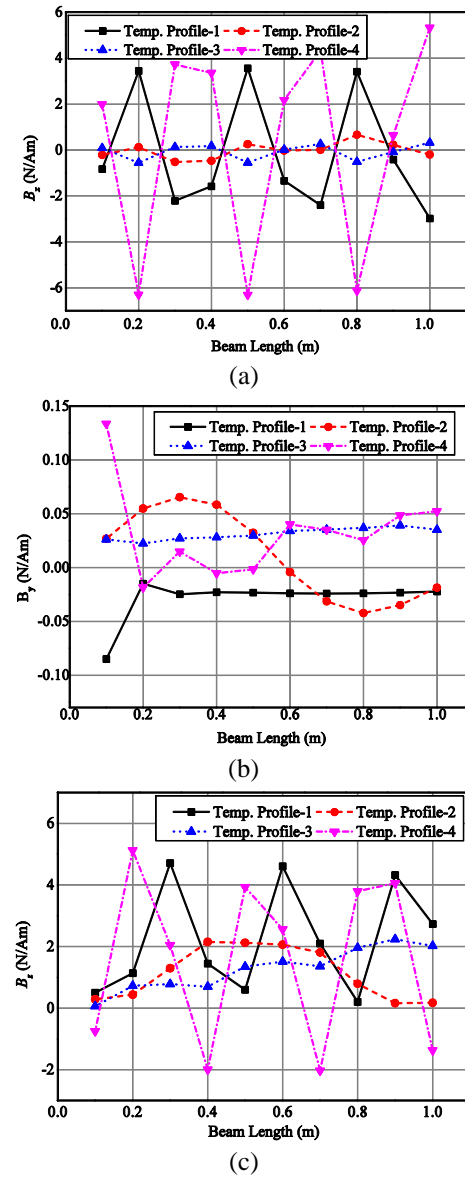 Temp. Profile-1 Temp. Profile-2
Temp. Profile-3 Temp. Profile-4
6
4
2
0
-2
-4
-6
B_z (N/Am)
0.0 0.2 0.4 0.6 0.8 1.0
Beam Length (m)
(a)
0.15
Temp. Profile-1 Temp. Profile-2
Temp. Profile-3 Temp. Profile-4
0.10
0.05
0.00
-0.05
-0.10
B_y (N/Am)
0.0 0.2 0.4 0.6 0.8 1.0
Beam Length (m)
(b)
Temp. Profile-1 Temp. Profile-2
Temp. Profile-3 Temp. Profile-4
6
4
2
0
-2
B_z (N/Am)
0.0 0.2 0.4 0.6 0.8 1.0
Beam Length (m)
(c)